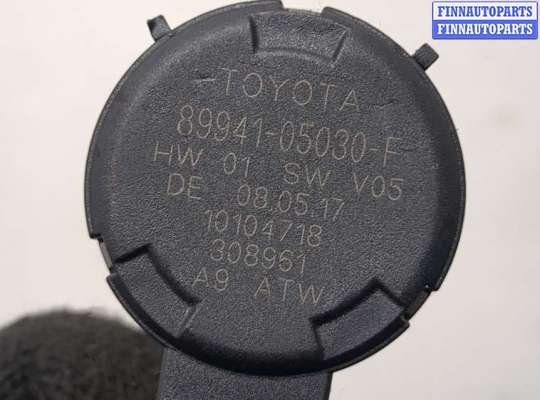 FINNAUTOPARTS
FINNAUTOPARTS
TOYOTA
89941-05030-F
HW 01 SW V05
DE 08.05.17
10104718
308961
A9 ATW